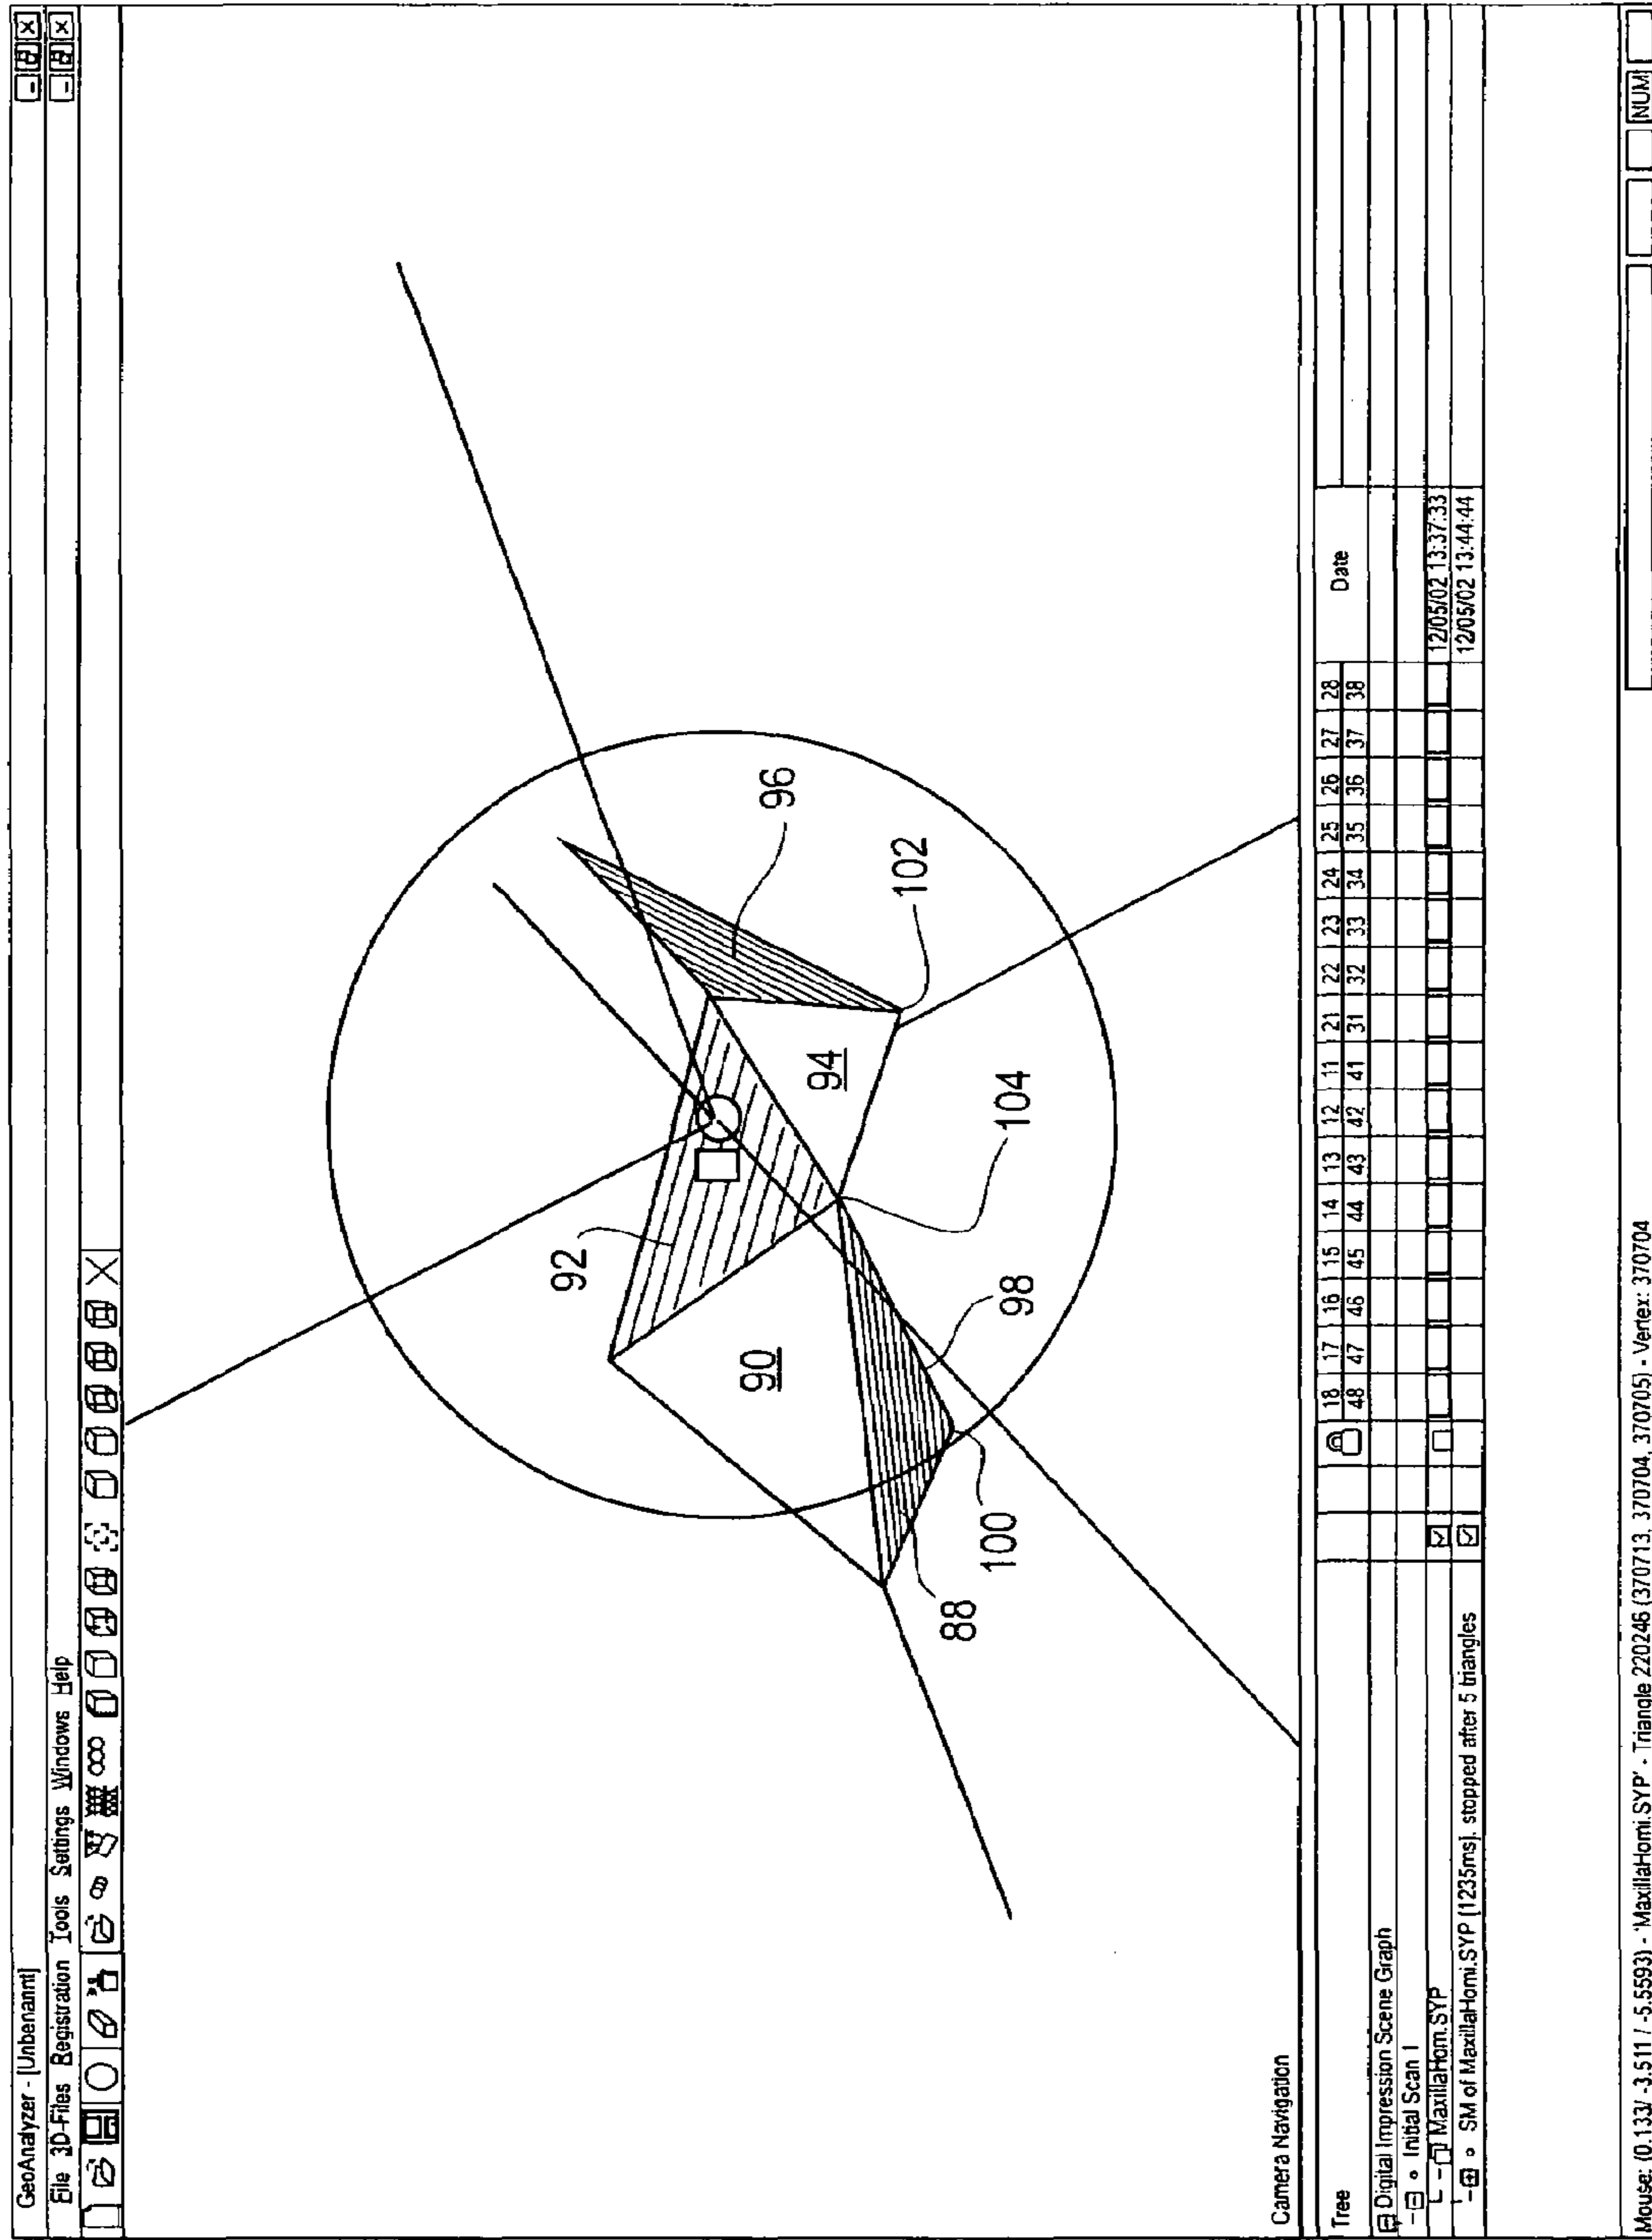 GeoAnalyzer - [Unbenannt]
File 3D-Files Registration Tools Settings Windows Help
92
90
94
96
88
100
98
104
102
Camera Navigation
Tree 18 17 16 15 14 13 12 11 21 22 23 24 25 26 27 28 Date
48 47 46 45 44 43 42 41 31 32 33 34 35 36 37 38
Digital Impression Scene Graph
Initial Scan 1
MaxillaHom.SYP 12/05/02 13:37:33
SM of MaxillaHomi.SYP (1235ms), stopped after 5 triangles 12/05/02 13:44:44
Mouse: (0.133/ -3.511 / -5.5593) - 'MaxillaHomi.SYP' - Triangle 220246 (370713, 370704, 370705) - Vertex: 370704
NUM